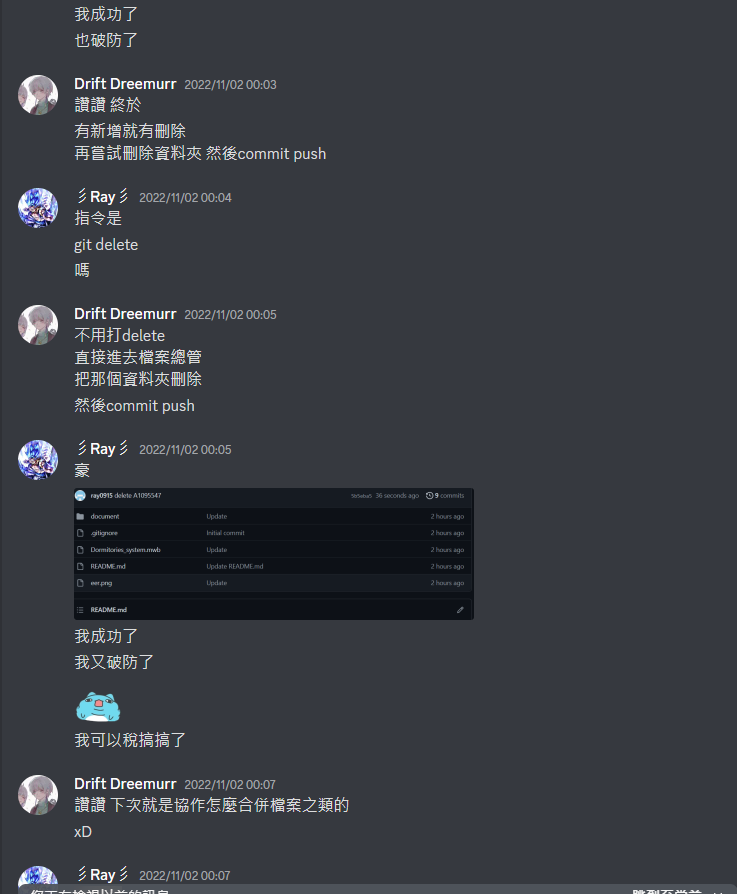 我成功了
也破防了
Drift Dreemurr 2022/11/02 00:03
讚讚 終於
有新增就有刪除
再嘗試刪除資料夾 然後commit push
彡Ray彡 2022/11/02 00:04
指令是
git delete
嗎
Drift Dreemurr 2022/11/02 00:05
不用打delete
直接進去檔案總管
把那個資料夾刪除
然後commit push
彡Ray彡 2022/11/02 00:05
豪
ray0915 delete A1095547 36 seconds ago 9 commits
document Update 2 hours ago
.gitignore Initial commit 2 hours ago
Dormitories_system.mwb Update 2 hours ago
README.md Update README.md 2 hours ago
eer.png Update 2 hours ago
README.md
我成功了
我又破防了
我可以稅搞搞了
Drift Dreemurr 2022/11/02 00:07
讚讚 下次就是協作怎麼合併檔案之類的
xD
彡Ray彡 2022/11/02 00:07